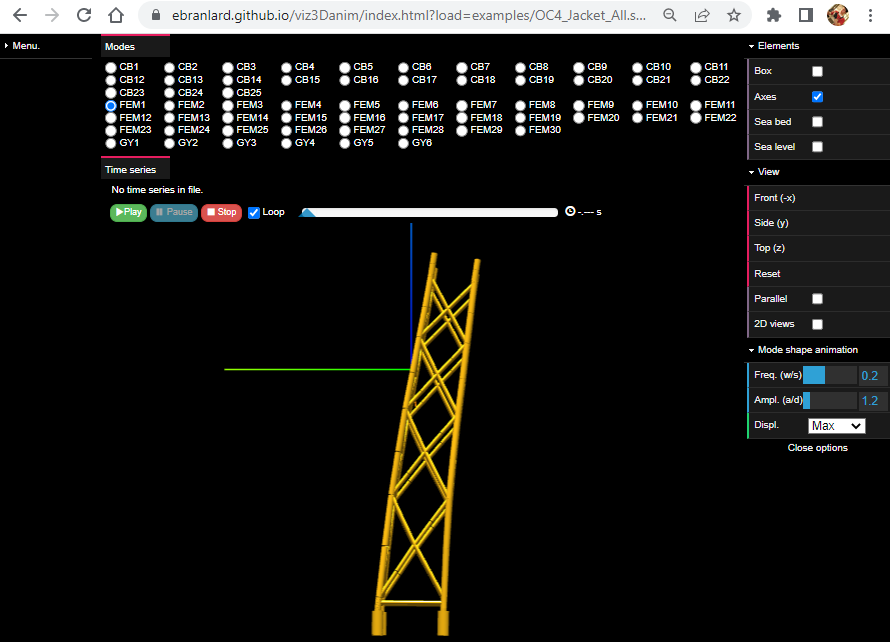 ebranlard.github.io/viz3Danim/index.html?load=examples/OC4_Jacket_All.s...
Menu.
Modes
CB1 CB2 CB3 CB4 CB5 CB6 CB7 CB8 CB9 CB10 CB11
CB12 CB13 CB14 CB15 CB16 CB17 CB18 CB19 CB20 CB21 CB22
CB23 CB24 CB25
FEM1 FEM2 FEM3 FEM4 FEM5 FEM6 FEM7 FEM8 FEM9 FEM10 FEM11
FEM12 FEM13 FEM14 FEM15 FEM16 FEM17 FEM18 FEM19 FEM20 FEM21 FEM22
FEM23 FEM24 FEM25 FEM26 FEM27 FEM28 FEM29 FEM30
GY1 GY2 GY3 GY4 GY5 GY6
Time series
No time series in file.
Play Pause Stop Loop -.--- s
Elements
Box
Axes
Sea bed
Sea level
View
Front (-x)
Side (y)
Top (z)
Reset
Parallel
2D views
Mode shape animation
Freq. (w/s) 0.2
Ampl. (a/d) 1.2
Displ. Max
Close options